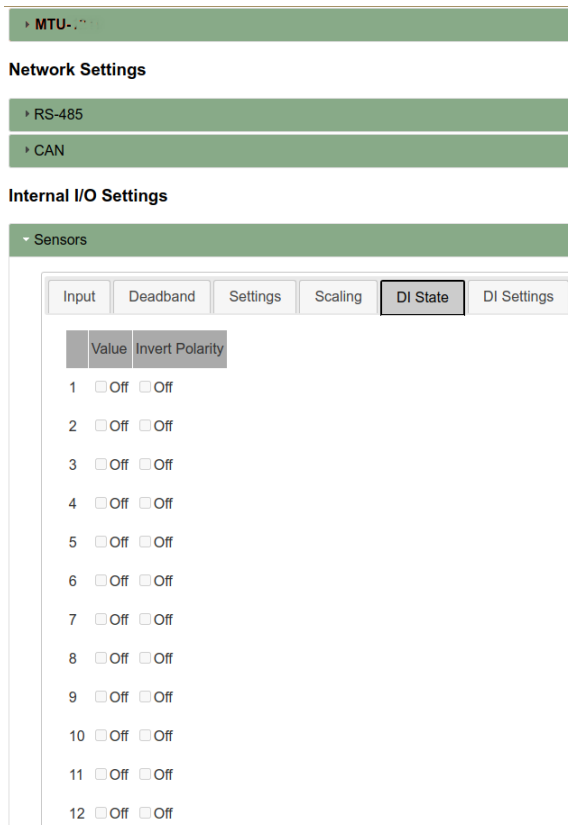 MTU-
Network Settings
RS-485
CAN
Internal I/O Settings
Sensors
Input Deadband Settings Scaling DI State DI Settings
Value Invert Polarity
1 Off Off
2 Off Off
3 Off Off
4 Off Off
5 Off Off
6 Off Off
7 Off Off
8 Off Off
9 Off Off
10 Off Off
11 Off Off
12 Off Off